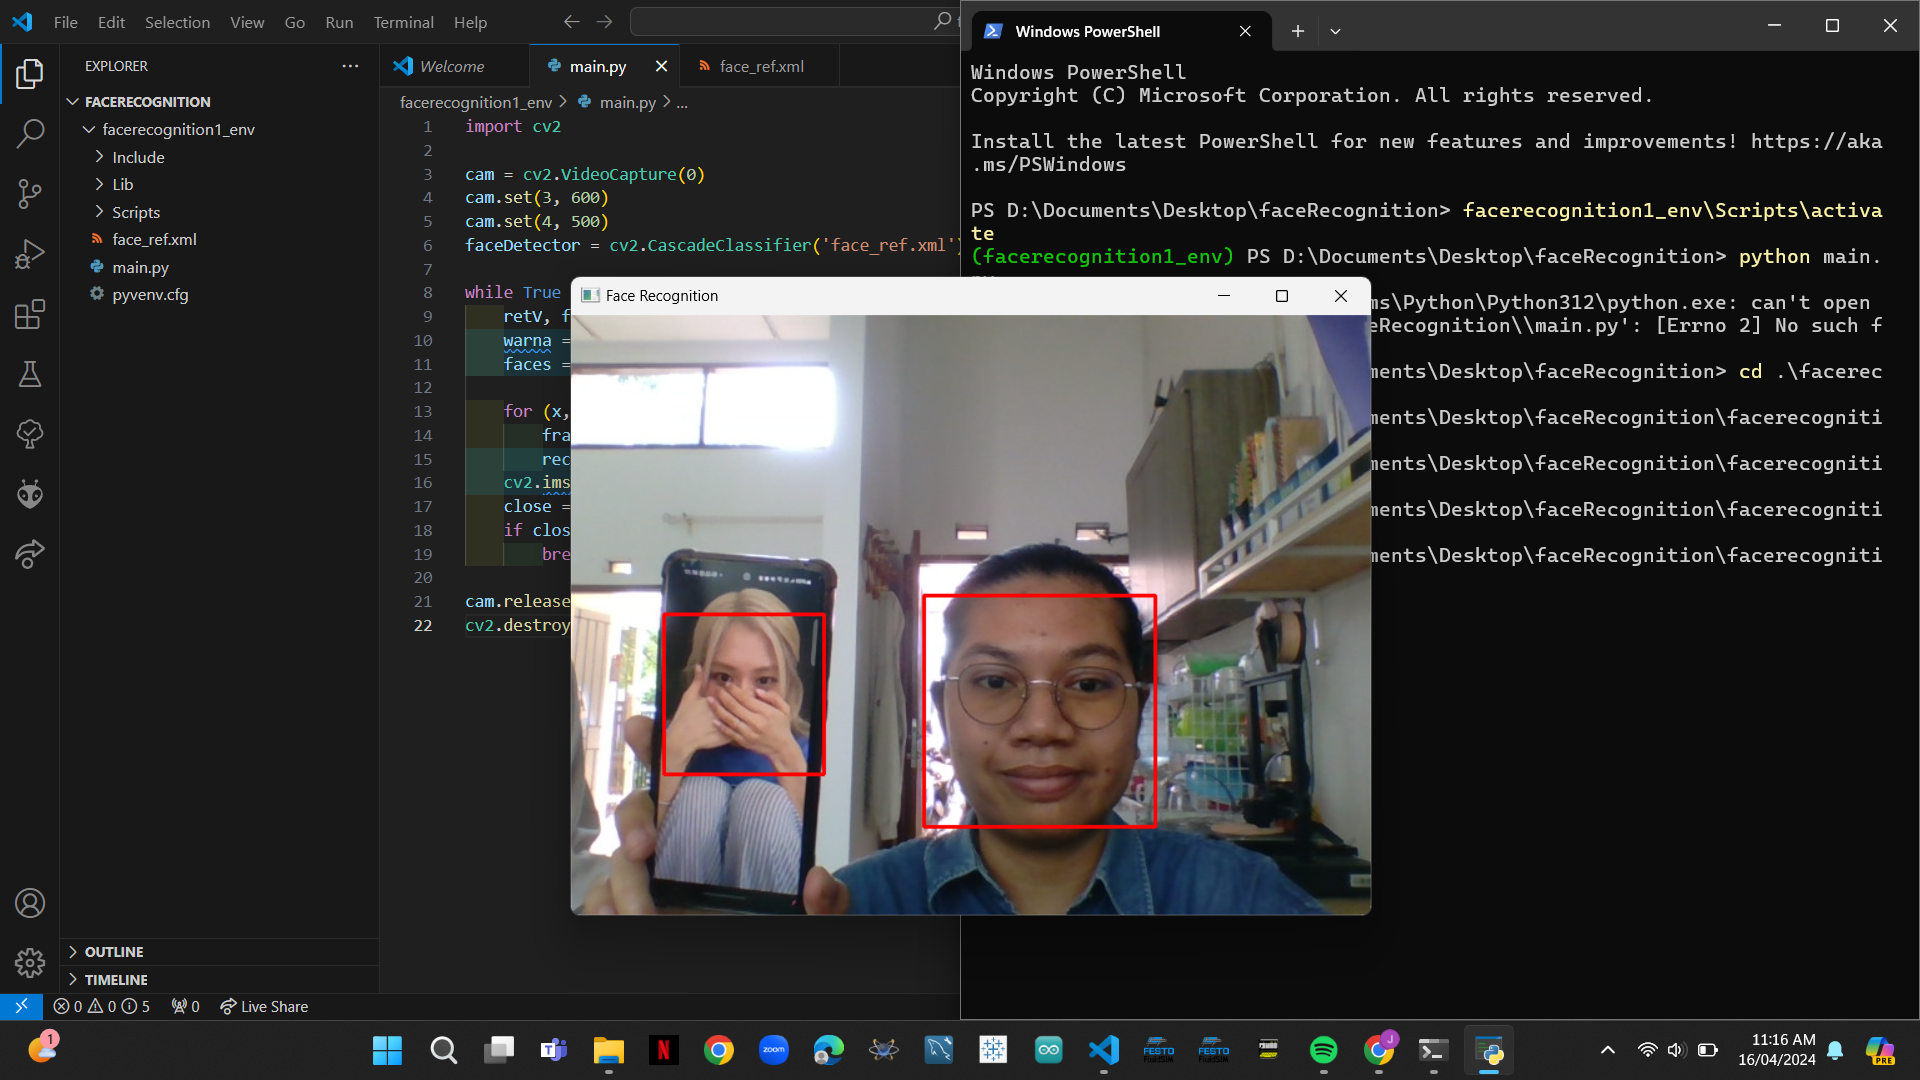 File Edit Selection View Go Run Terminal Help
EXPLORER
FACERECOGNITION
facerecognition1_env
Include
Lib
Scripts
face_ref.xml
main.py
pyvenv.cfg
OUTLINE
TIMELINE
Welcome
main.py
face_ref.xml
facerecognition1_env > main.py > ...
1 import cv2
2
3 cam = cv2.VideoCapture(0)
4 cam.set(3, 600)
5 cam.set(4, 500)
6 faceDetector = cv2.CascadeClassifier('face_ref.xml')
7
8 while True
9 retV, f
10 warna =
11 faces =
12
13 for (x,
14 fra
15 rec
16 cv2.ims
17 close =
18 if clos
19 bre
20
21 cam.release
22 cv2.destroy
Face Recognition
Windows PowerShell
Windows PowerShell
Copyright (C) Microsoft Corporation. All rights reserved.
Install the latest PowerShell for new features and improvements! https://aka
.ms/PSWindows
PS D:\Documents\Desktop\faceRecognition> facerecognition1_env\Scripts\activa
te
(facerecognition1_env) PS D:\Documents\Desktop\faceRecognition> python main.
ms\Python\Python312\python.exe: can't open
eRecognition\\main.py': [Errno 2] No such f
ments\Desktop\faceRecognition> cd .\facerec
ments\Desktop\faceRecognition\facerecogniti
ments\Desktop\faceRecognition\facerecogniti
ments\Desktop\faceRecognition\facerecogniti
ments\Desktop\faceRecognition\facerecogniti
0 0 5 0 Live Share
1
zoom
FESTO
FESTO
J
11:16 AM
16/04/2024
PRE